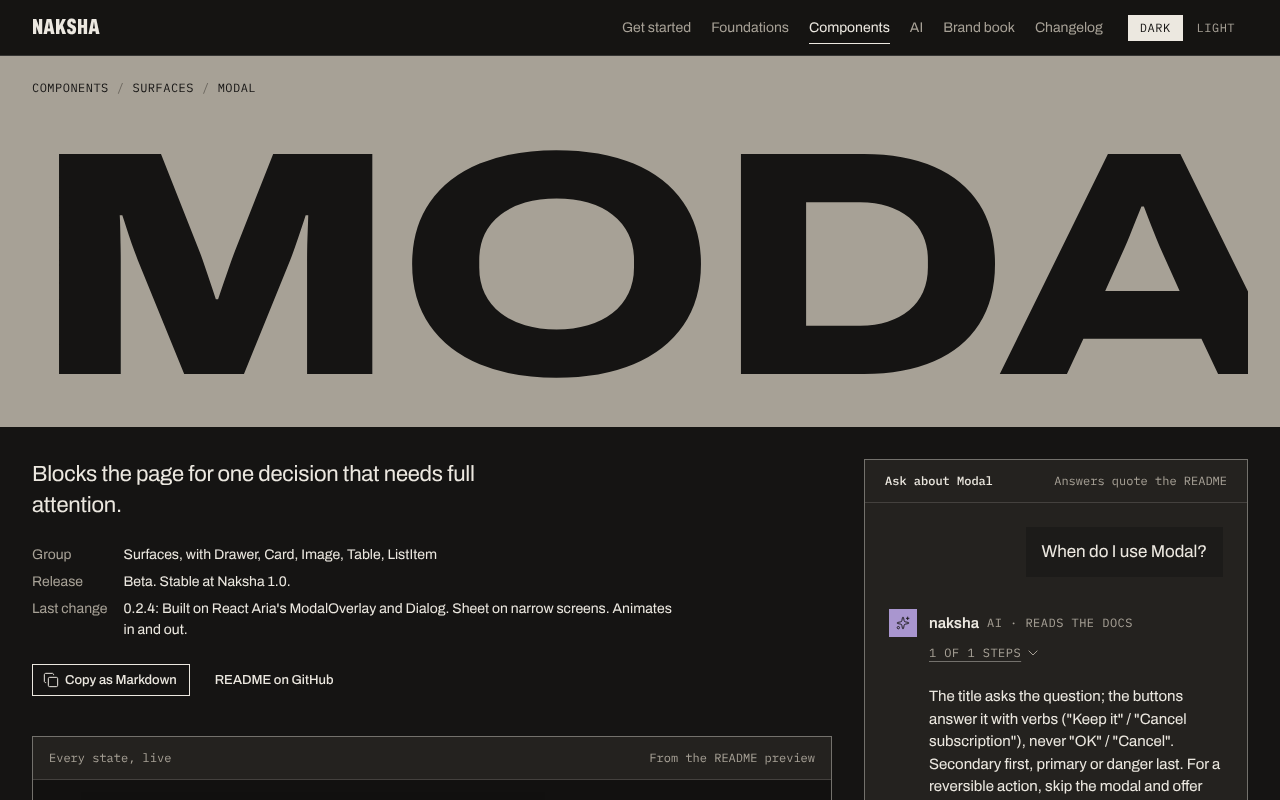 NAKSHA
Get started
Foundations
Components
AI
Brand book
Changelog
DARK
LIGHT
COMPONENTS / SURFACES / MODAL
MODA
Blocks the page for one decision that needs full
attention.
Group Surfaces, with Drawer, Card, Image, Table, ListItem
Release Beta. Stable at Naksha 1.0.
Last change 0.2.4: Built on React Aria's ModalOverlay and Dialog. Sheet on narrow screens. Animates
in and out.
Copy as Markdown
README on GitHub
Every state, live
From the README preview
Ask about Modal
Answers quote the README
When do I use Modal?
naksha AI · READS THE DOCS
1 OF 1 STEPS
The title asks the question; the buttons
answer it with verbs ("Keep it" / "Cancel
subscription"), never "OK" / "Cancel".
Secondary first, primary or danger last. For a
reversible action, skip the modal and offer